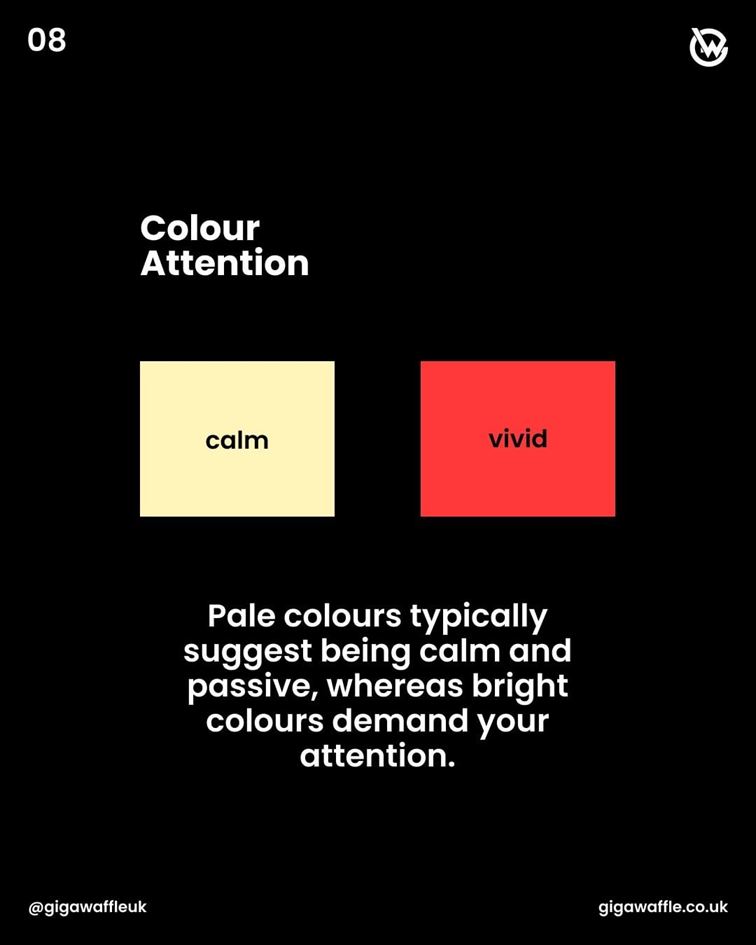 08
Colour
Attention
calm
vivid
Pale colours typically
suggest being calm and
passive, whereas bright
colours demand your
attention.
@gigawaffleuk
gigawaffle.co.uk